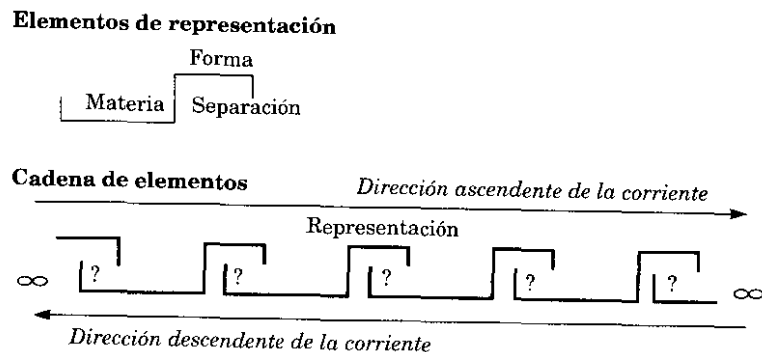 Elementos de representación
Forma
Materia Separación
Cadena de elementos
Dirección ascendente de la corriente
Representación
∞ ? ? ? ? ? ∞
Dirección descendente de la corriente